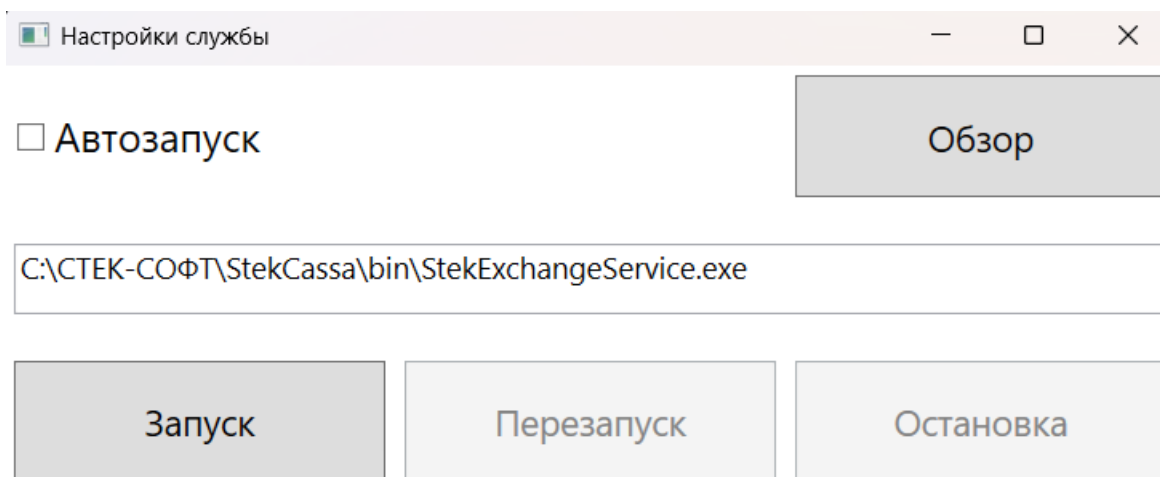 Настройки службы
Автозапуск
Обзор
C:\СТЕК-СОФТ\StekCassa\bin\StekExchangeService.exe
Запуск Перезапуск Остановка